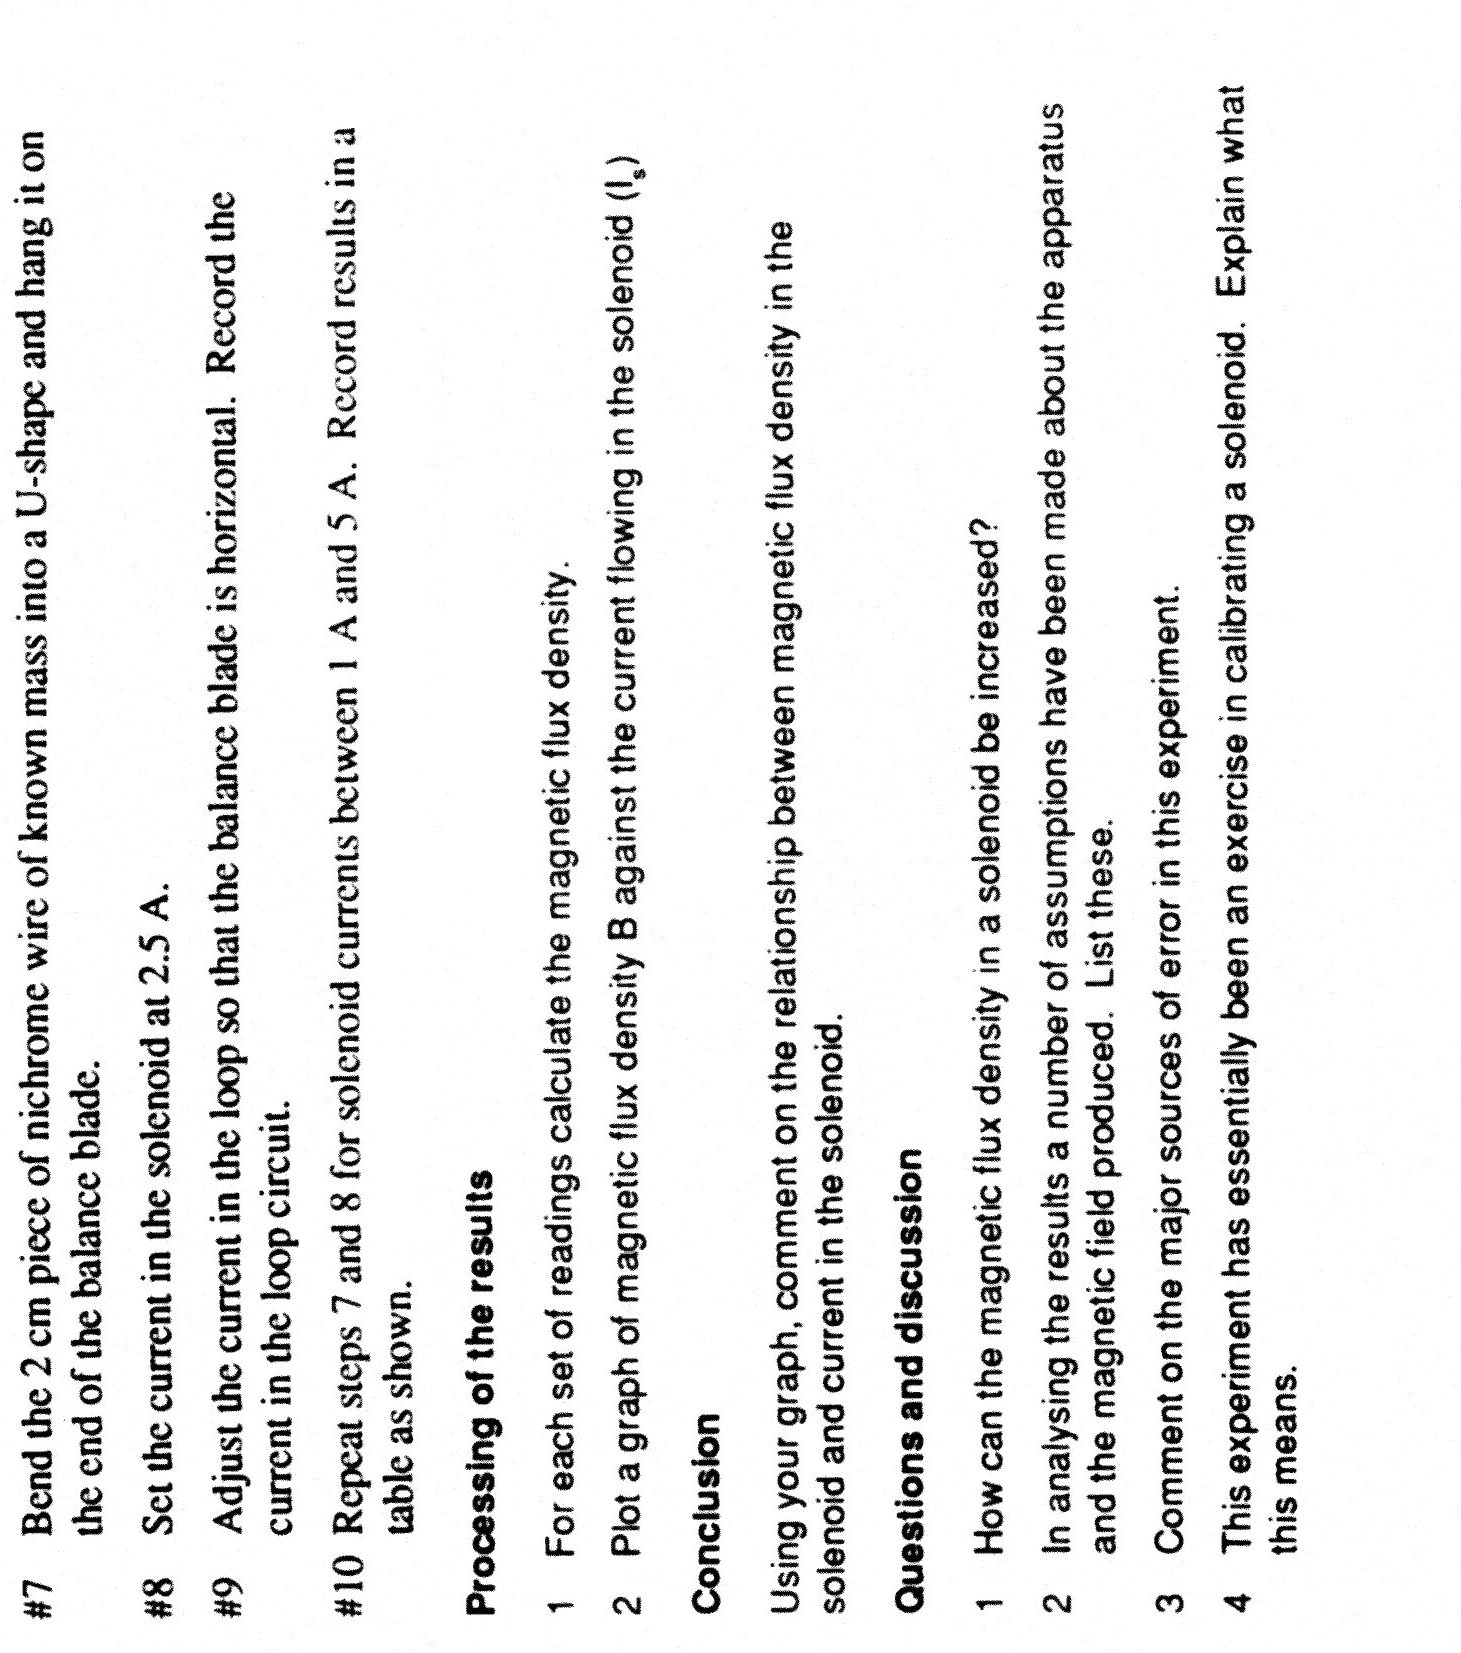 #7 Bend the 2 cm piece of nichrome wire of known mass into a U-shape and hang it on
the end of the balance blade.
#8 Set the current in the solenoid at 2.5 A.
#9 Adjust the current in the loop so that the balance blade is horizontal. Record the
current in the loop circuit.
#10 Repeat steps 7 and 8 for solenoid currents between 1 A and 5 A. Record results in a
table as shown.
Processing of the results
1 For each set of readings calculate the magnetic flux density.
2 Plot a graph of magnetic flux density B against the current flowing in the solenoid (Is)
Conclusion
Using your graph, comment on the relationship between magnetic flux density in the
solenoid and current in the solenoid.
Questions and discussion
1 How can the magnetic flux density in a solenoid be increased?
2 In analysing the results a number of assumptions have been made about the apparatus
and the magnetic field produced. List these.
3 Comment on the major sources of error in this experiment.
4 This experiment has essentially been an exercise in calibrating a solenoid. Explain what
this means.